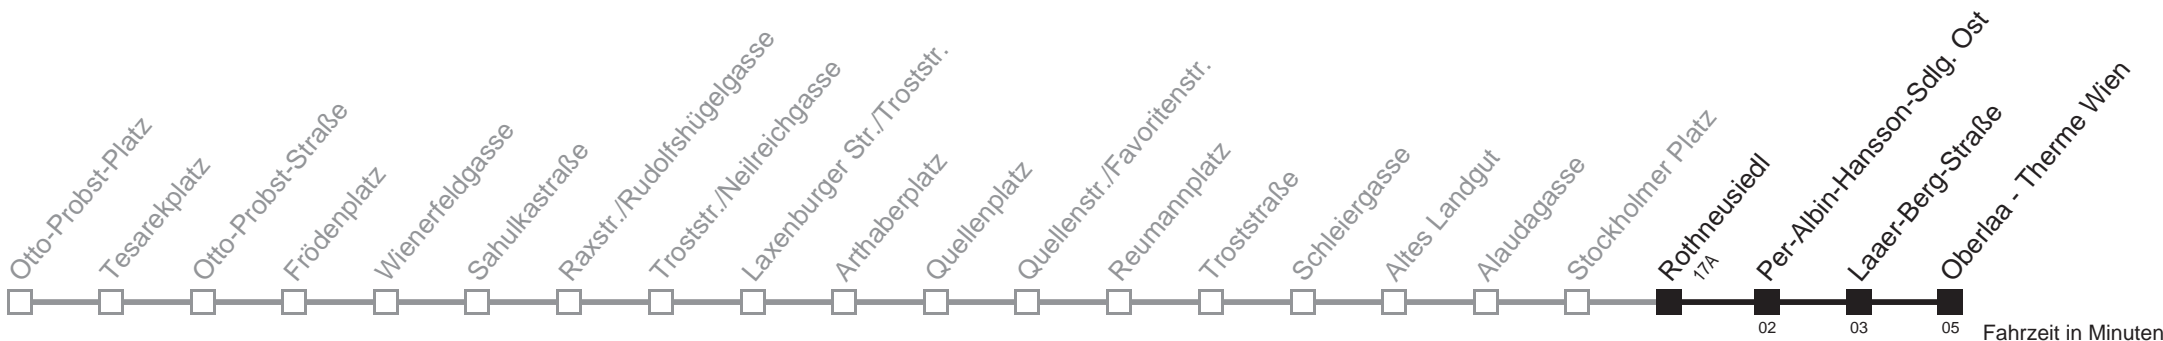 Otto-Probst-Platz
Tesarekplatz
Otto-Probst-Straße
Frödenplatz
Wienerfeldgasse
Sahulkastraße
Raxstr./Rudolfshügelgasse
Troststr./Neilreichgasse
Laxenburger Str./Troststr.
Arthaberplatz
Quellenplatz
Quellenstr./Favoritenstr.
Reumannplatz
Troststraße
Schleiergasse
Altes Landgut
Alaudagasse
Stockholmer Platz
Rothneusiedl
17A
Per-Albin-Hansson-Sdlg. Ost
Laaer-Berg-Straße
Oberlaa - Therme Wien
02
03
05
Fahrzeit in Minuten